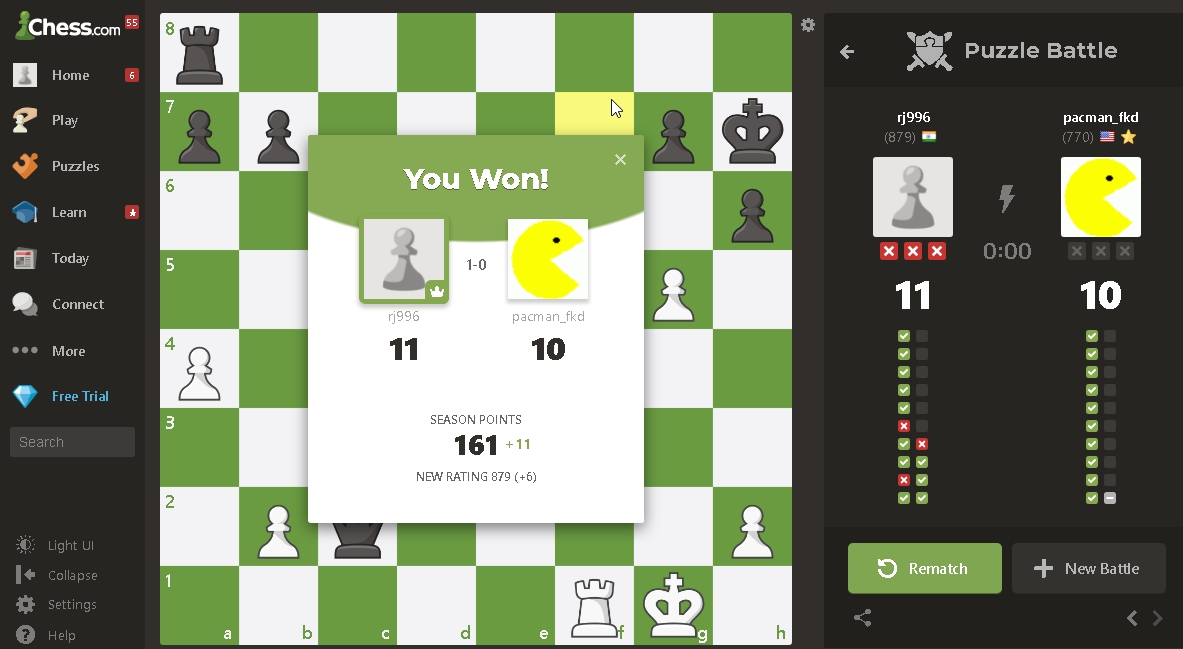 Chess.com 55
Home 6
Play
Puzzles
Learn
Today
Connect
More
Free Trial
Search
Light UI
Collapse
Settings
Help
8
7
6
5
4
3
2
1
a b c d e f g h
You Won!
1-0
rj996 pacman_fkd
11 10
SEASON POINTS
161 +11
NEW RATING 879 (+6)
Puzzle Battle
rj996 pacman_fkd
(879) (770)
0:00
11 10
Rematch New Battle